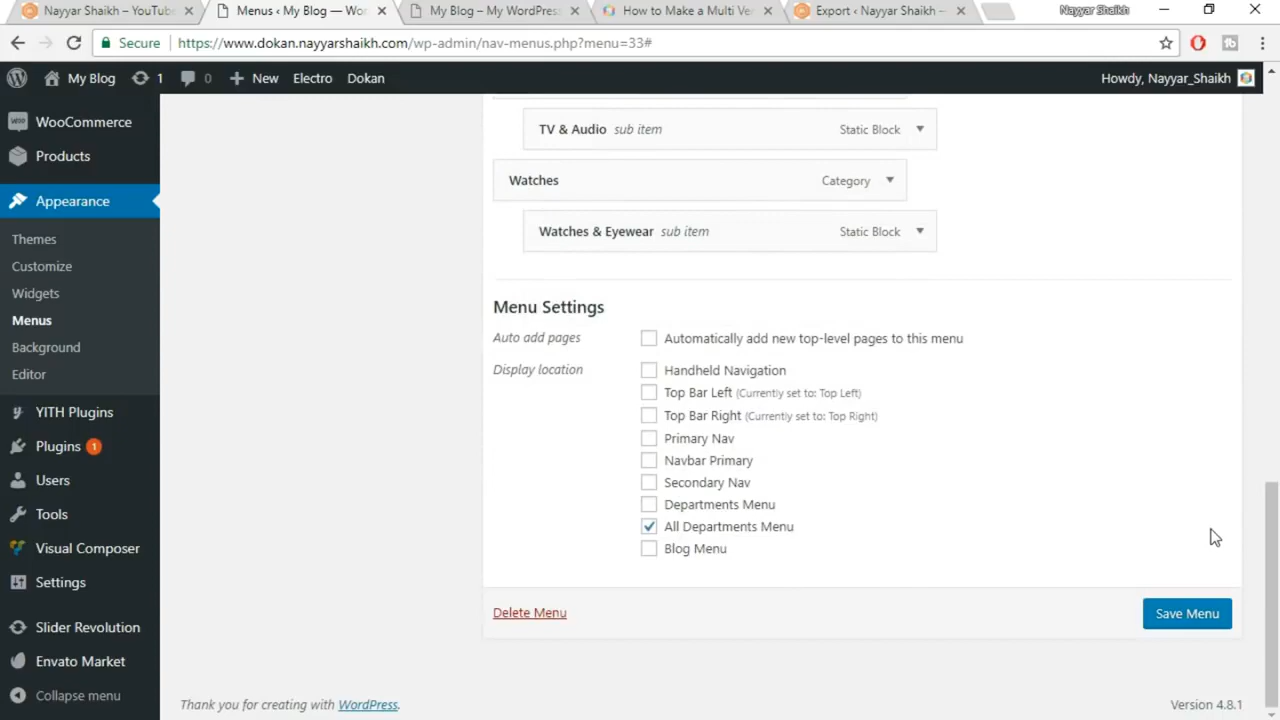 Nayyar Shaikh – YouTube
Menus ‹ My Blog — Wor
My Blog – My WordPress
How to Make a Multi Ve
Export ‹ Nayyar Shaikh —
Nayyar Shaikh
Secure
https://www.dokan.nayyarshaikh.com/wp-admin/nav-menus.php?menu=33#
My Blog
1
0
New
Electro
Dokan
Howdy, Nayyar_Shaikh
WooCommerce
Products
Appearance
Themes
Customize
Widgets
Menus
Background
Editor
YITH Plugins
Plugins 1
Users
Tools
Visual Composer
Settings
Slider Revolution
Envato Market
Collapse menu
TV & Audio sub item Static Block
Watches Category
Watches & Eyewear sub item Static Block
Menu Settings
Auto add pages
Automatically add new top-level pages to this menu
Display location
Handheld Navigation
Top Bar Left (Currently set to: Top Left)
Top Bar Right (Currently set to: Top Right)
Primary Nav
Navbar Primary
Secondary Nav
Departments Menu
All Departments Menu
Blog Menu
Delete Menu
Save Menu
Thank you for creating with WordPress.
Version 4.8.1